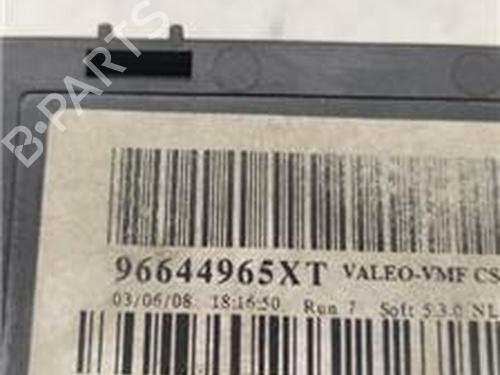 B-PARTS
96644965XT VALEO-VMF CS
03/06/08 18:16:50 Run 7 Soft 5.3.0 NL